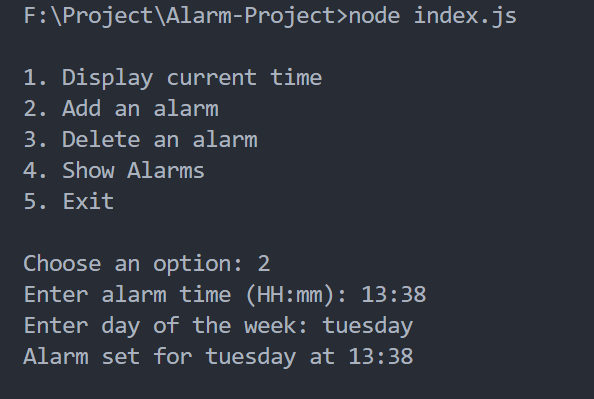 F:\Project\Alarm-Project>node index.js
1. Display current time
2. Add an alarm
3. Delete an alarm
4. Show Alarms
5. Exit
Choose an option: 2
Enter alarm time (HH:mm): 13:38
Enter day of the week: tuesday
Alarm set for tuesday at 13:38